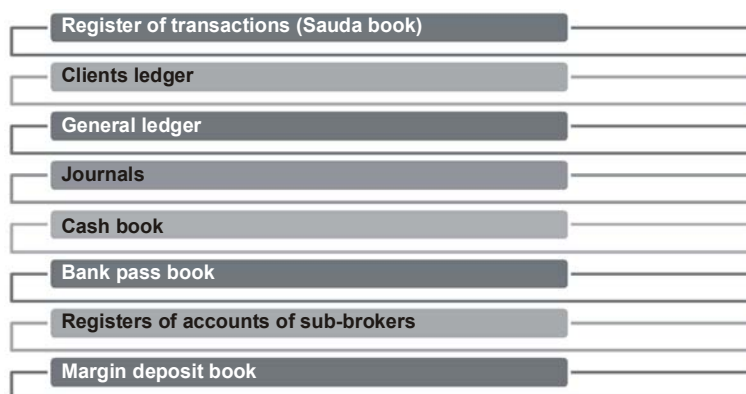 Register of transactions (Sauda book)
Clients ledger
General ledger
Journals
Cash book
Bank pass book
Registers of accounts of sub-brokers
Margin deposit book